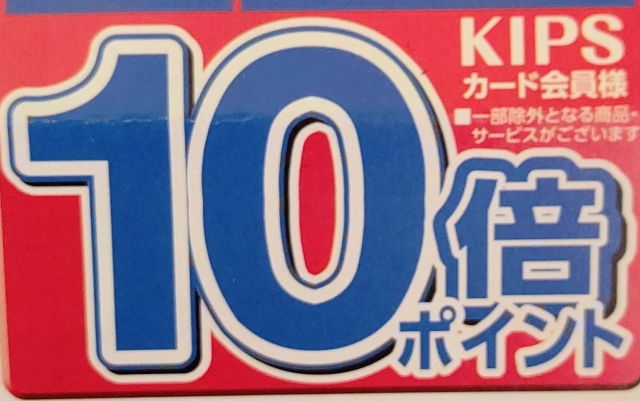 KIPS
カード会員様
■一部除外となる商品・
サービスがございます
10倍
ポイント